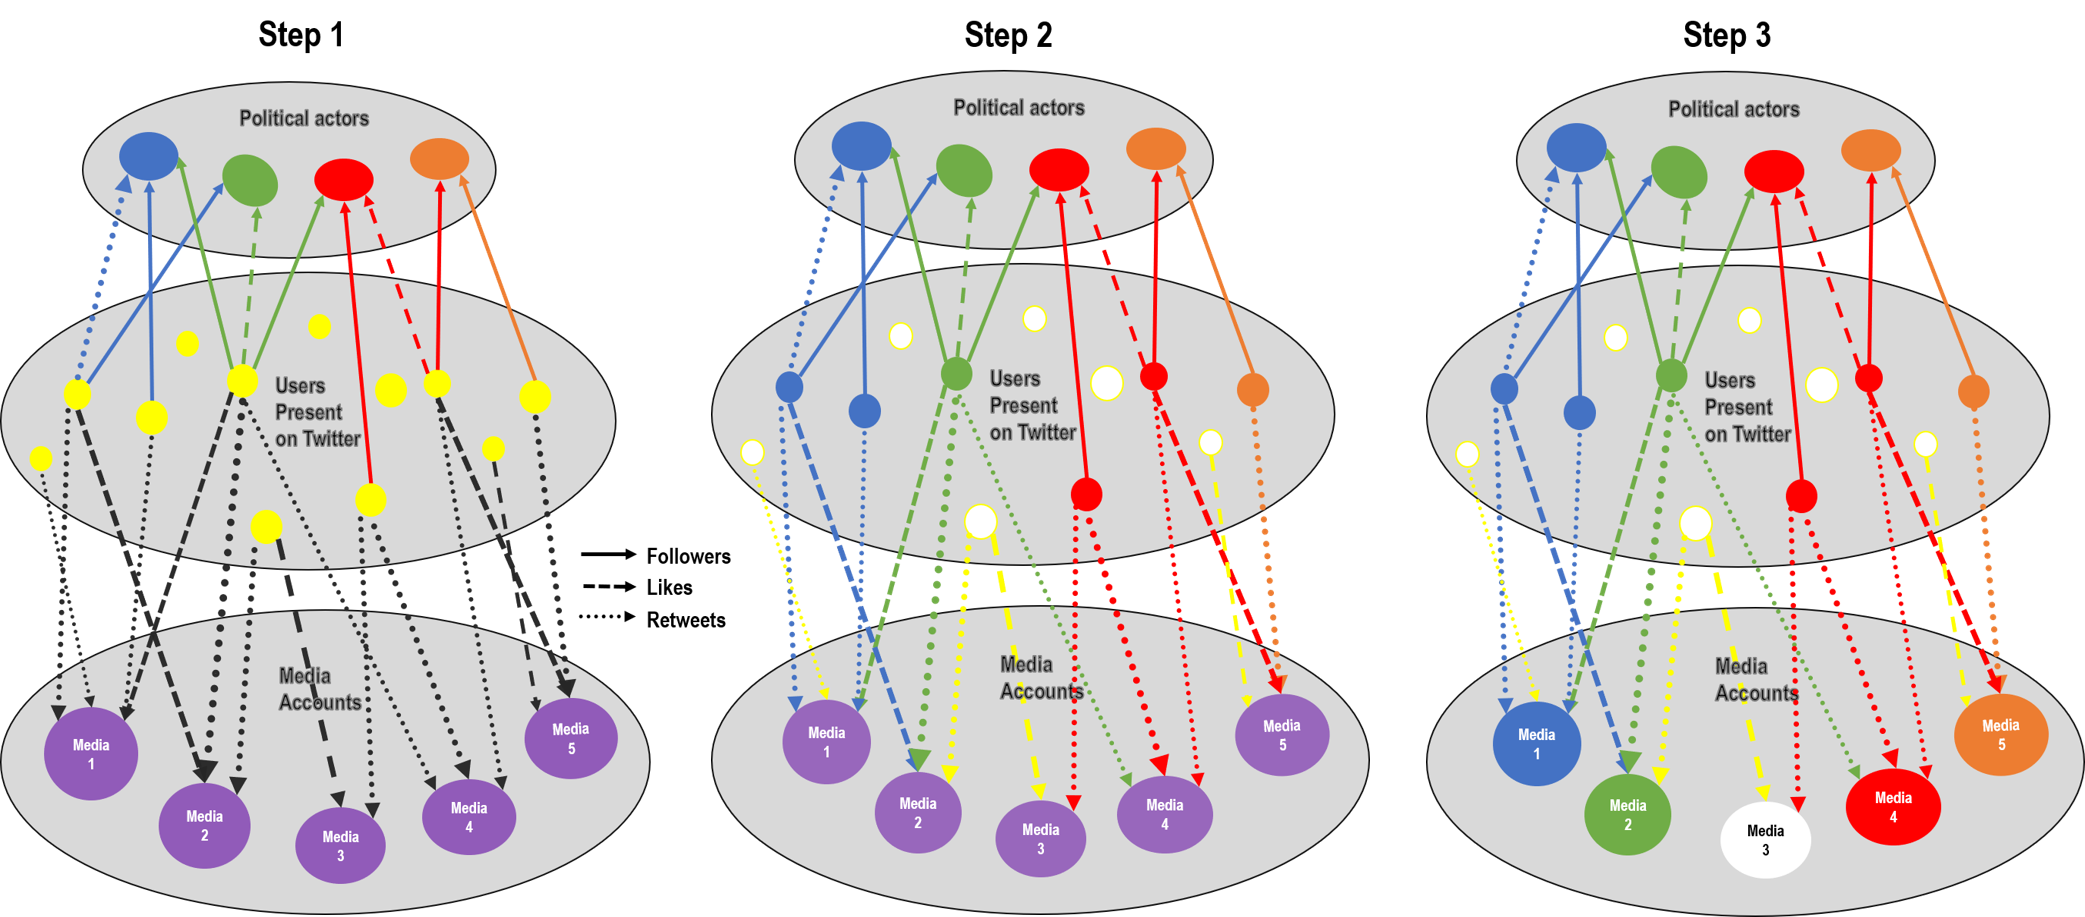 Step 1
Political actors
Users
Present
on Twitter
Media
Accounts
Media
1
Media
2
Media
3
Media
4
Media
5
Followers
Likes
Retweets
Step 2
Political actors
Users
Present
on Twitter
Media
Accounts
Media
1
Media
2
Media
3
Media
4
Media
5
Step 3
Political actors
Users
Present
on Twitter
Media
Accounts
Media
1
Media
2
Media
3
Media
4
Media
5